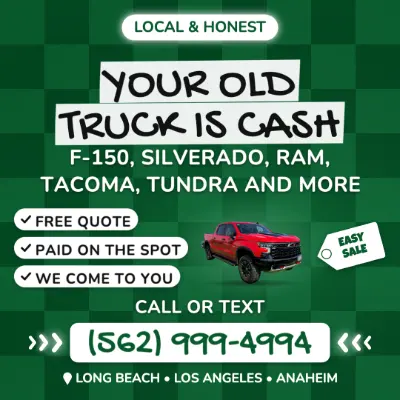 LOCAL & HONEST
YOUR OLD
TRUCK IS CASH
F-150, SILVERADO, RAM,
TACOMA, TUNDRA AND MORE
FREE QUOTE
PAID ON THE SPOT
WE COME TO YOU
EASY
SALE
CALL OR TEXT
(562) 999-4994
LONG BEACH • LOS ANGELES • ANAHEIM